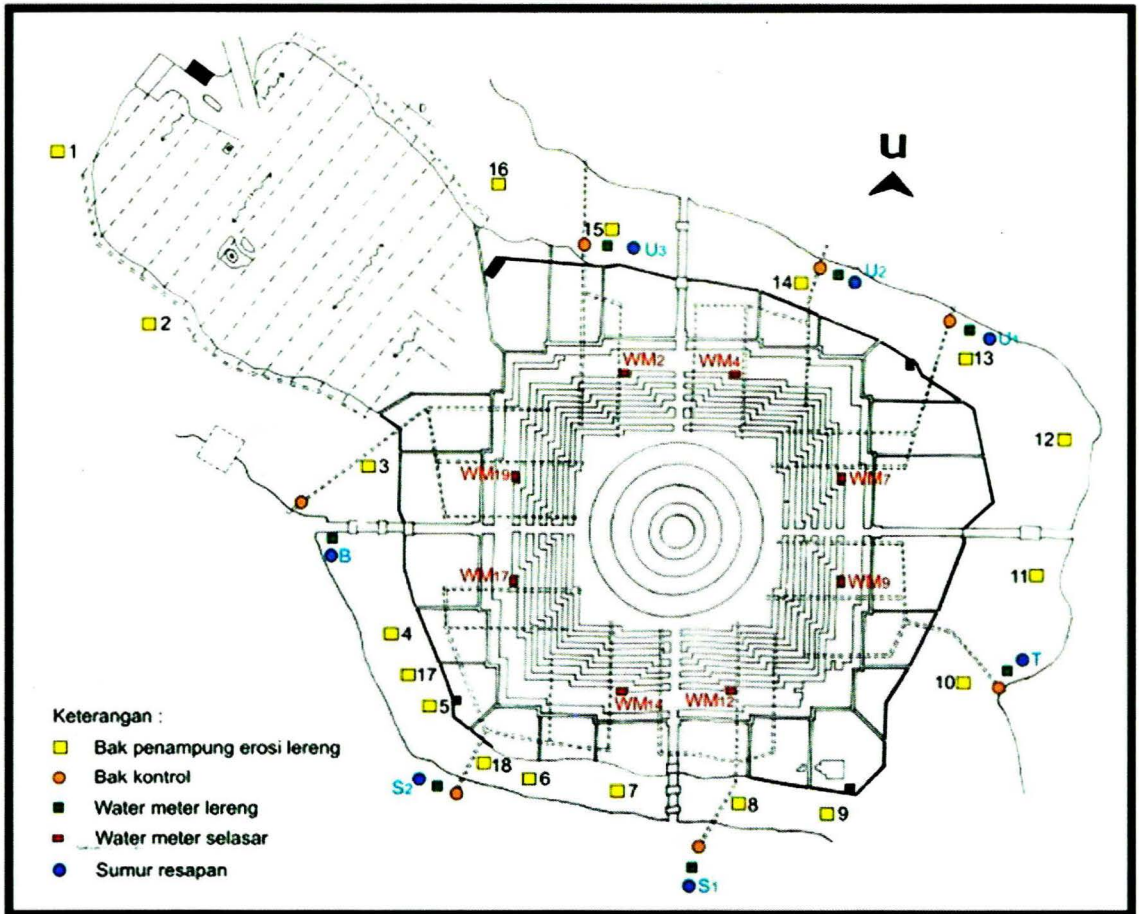 1
16
15
U3
u
14
U2
U1
13
2
WM2
WM4
12
3
WM19
WM7
B
WM17
WM9
11
4
17
T
10
5
WM14
WM12
18
6
7
8
9
S2
S1
Keterangan :
Bak penampung erosi lereng
Bak kontrol
Water meter lereng
Water meter selasar
Sumur resapan